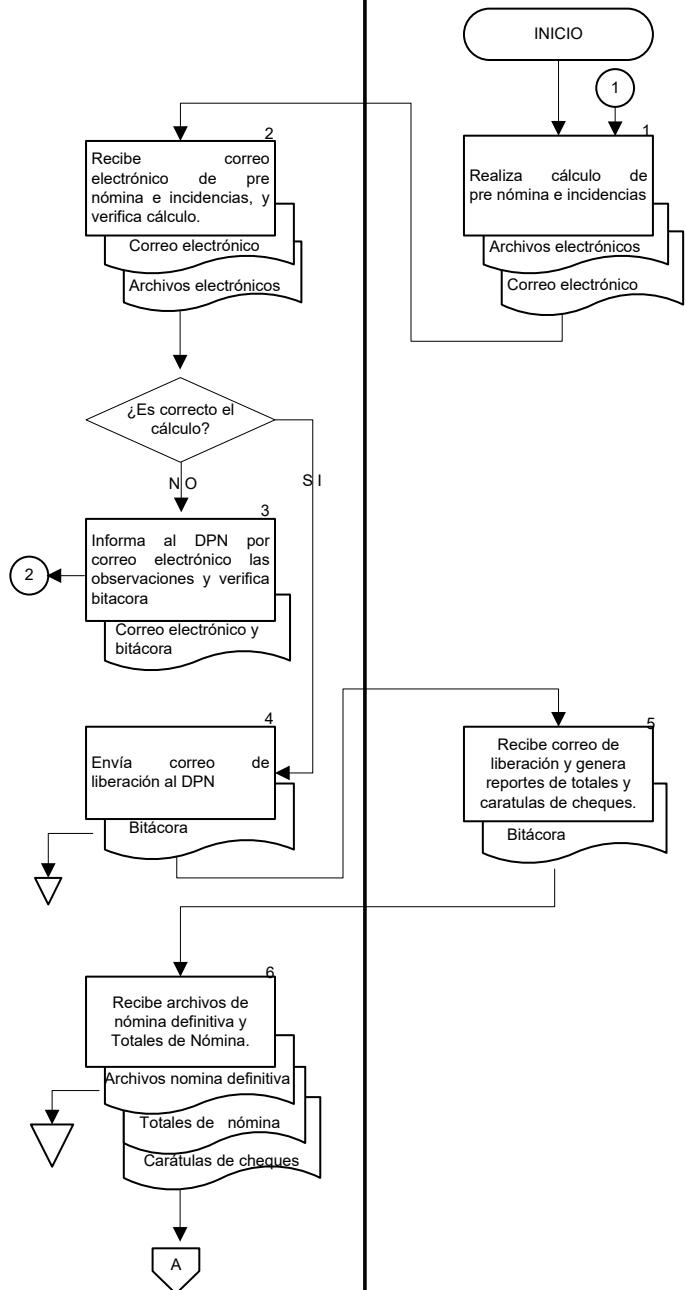 INICIO
1
1
Realiza cálculo de
pre nómina e incidencias
Archivos electrónicos
Correo electrónico
2
Recibe correo
electrónico de pre
nómina e incidencias, y
verifica cálculo.
Correo electrónico
Archivos electrónicos
¿Es correcto el
cálculo?
NO
SI
3
Informa al DPN por
correo electrónico las
observaciones y verifica
bitacora
2
Correo electrónico y
bitácora
4
Envía correo de
liberación al DPN
Bitácora
5
Recibe correo de
liberación y genera
reportes de totales y
caratulas de cheques.
Bitácora
6
Recibe archivos de
nómina definitiva y
Totales de Nómina.
Archivos nomina definitiva
Totales de nómina
Carátulas de cheques
A